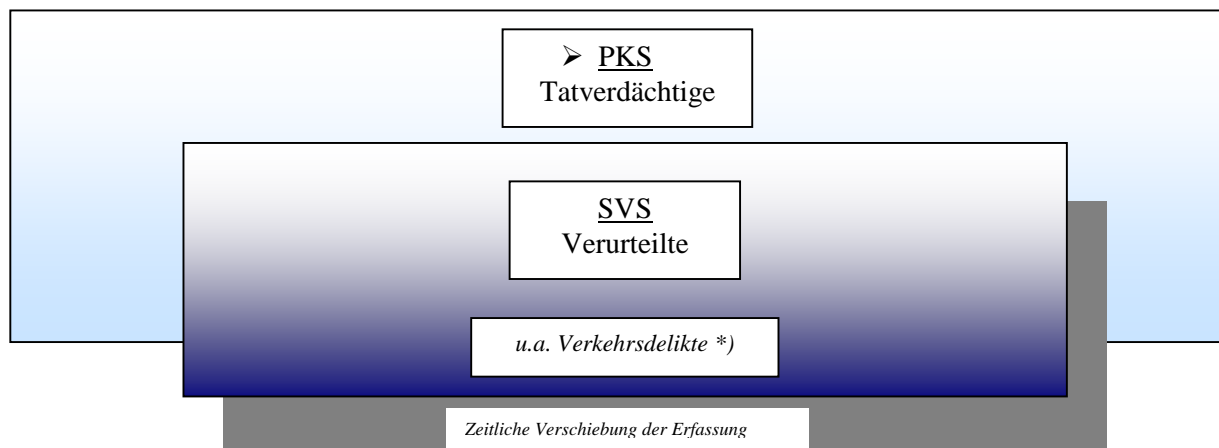 ➢ PKS
Tatverdächtige
SVS
Verurteilte
u.a. Verkehrsdelikte *)
Zeitliche Verschiebung der Erfassung